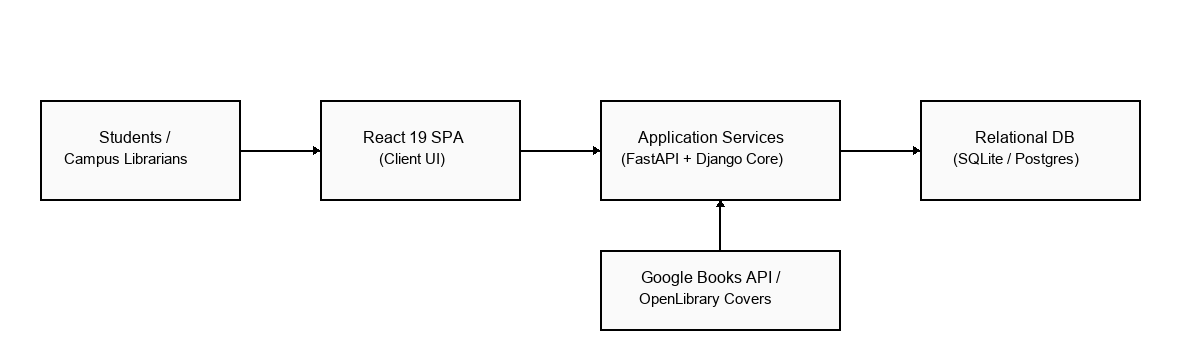 Students /
Campus Librarians
React 19 SPA
(Client UI)
Application Services
(FastAPI + Django Core)
Relational DB
(SQLite / Postgres)
Google Books API /
OpenLibrary Covers